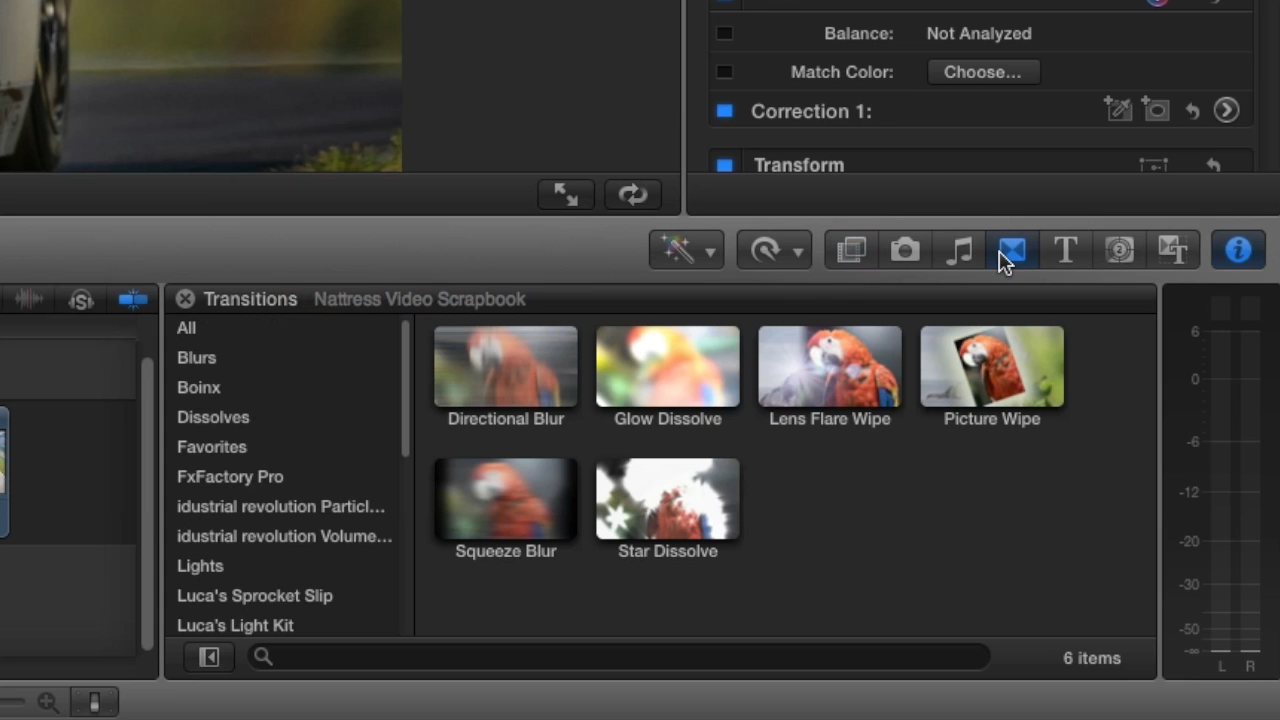 Balance: Not Analyzed
Match Color: Choose...
Correction 1:
Transform
T
2
T
i
S
Transitions Nattress Video Scrapbook
All
Blurs
Boinx
Dissolves
Favorites
FxFactory Pro
idustrial revolution Particl...
idustrial revolution Volume...
Lights
Luca's Sprocket Slip
Luca's Light Kit
Directional Blur
Glow Dissolve
Lens Flare Wipe
Picture Wipe
Squeeze Blur
Star Dissolve
6 items
6
0
-6
-12
-20
-30
-50
-∞
L R